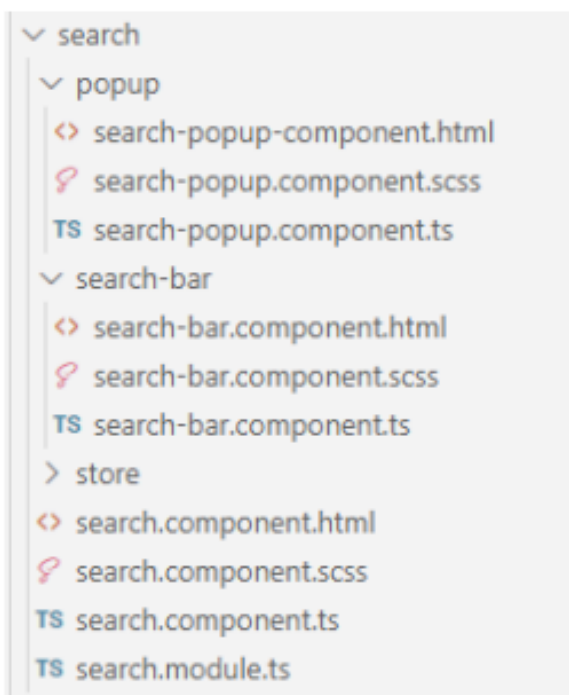 search
popup
search-popup-component.html
search-popup.component.scss
TS search-popup.component.ts
search-bar
search-bar.component.html
search-bar.component.scss
TS search-bar.component.ts
store
search.component.html
search.component.scss
TS search.component.ts
TS search.module.ts